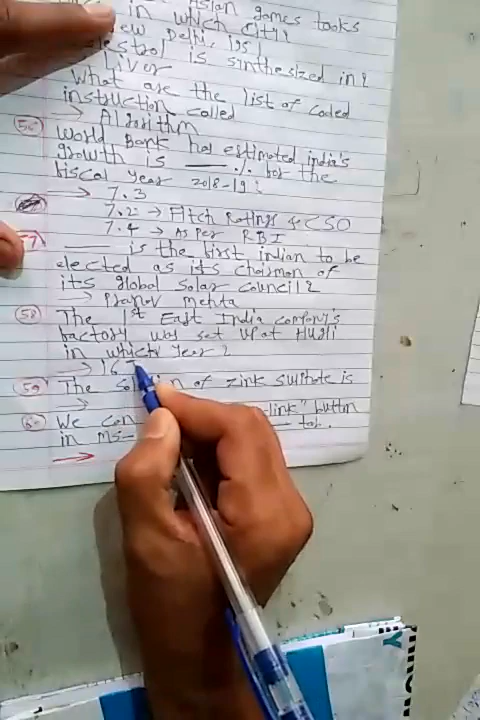 Asian games tooks
in which city?
New Delhi, 1951
is sinthesized in?
Liver
What are the list of coded
instruction called
→ Algorithm
56 World Bank has estimated india's
growth is ___ % for the
fiscal year 2018-19?
→ 7.3
7.2 → Fitch Ratings & CSO
7.4 → As per RBI
57 ___ is the first indian to be
elected as its chairman of
its global solar council?
→ Pranav mehta
58 The 1st East India company's
factory was set up at Hugli
in which year?
→ 16
59 The of zink sulphate is
→
60 We can link" button
in ms- tab.
→